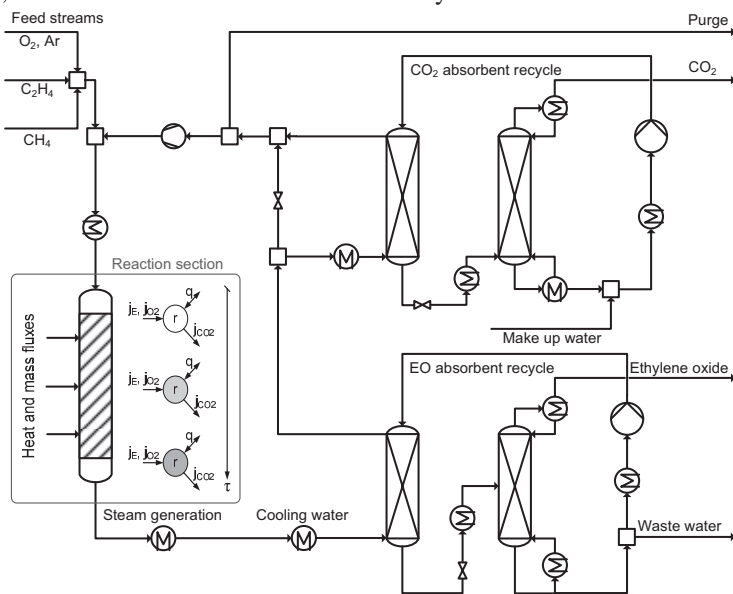 Feed streams
Purge
O₂, Ar
CO₂ absorbent recycle
CO₂
C₂H₄
CH₄
Reaction section
Heat and mass fluxes
q
jE, jO2
r
jCO2
q
jE, jO2
r
jCO2
q
jE, jO2
r
jCO2
τ
Make up water
EO absorbent recycle
Ethylene oxide
Steam generation
Cooling water
Waste water